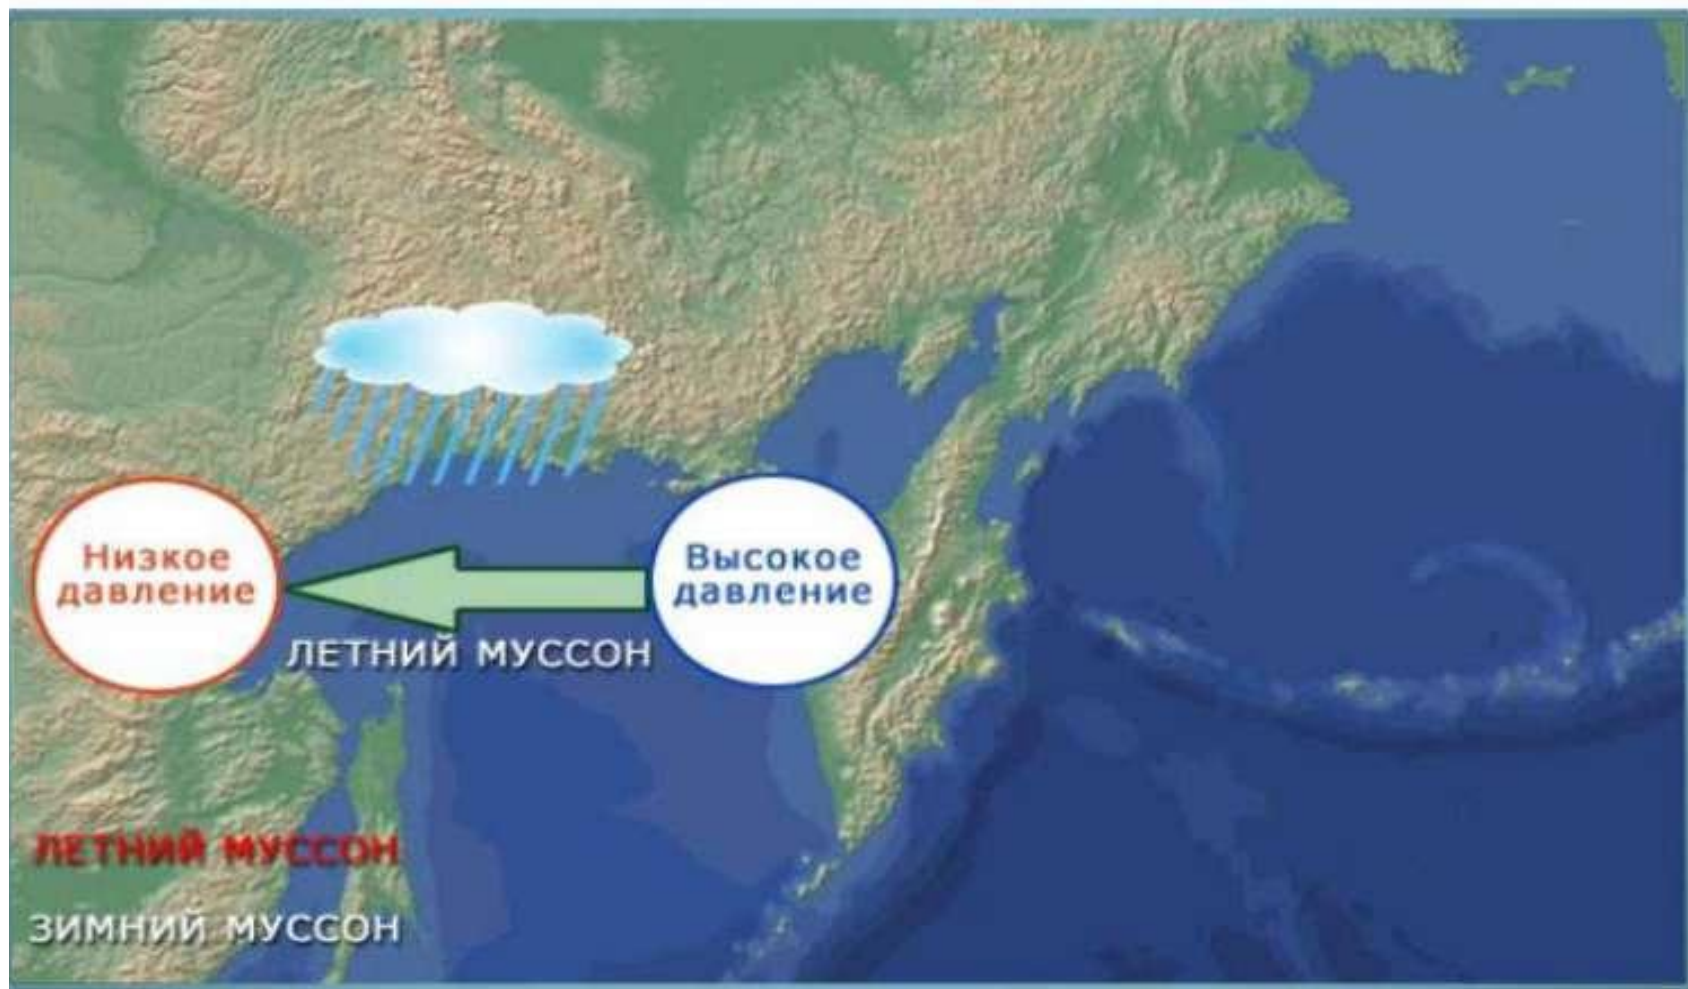 Низкое
давление
Высокое
давление
ЛЕТНИЙ МУССОН
ЛЕТНИЙ МУССОН
ЗИМНИЙ МУССОН